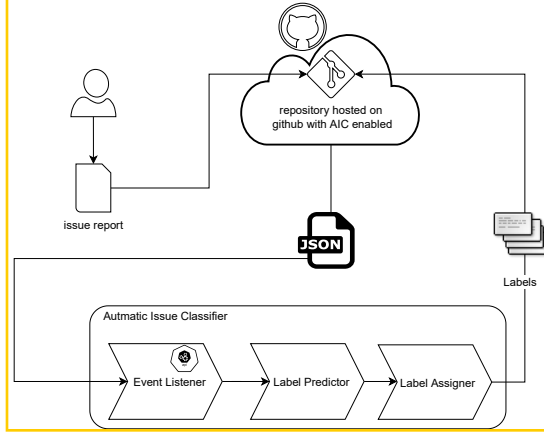 repository hosted on
github with AIC enabled
issue report
JSON
Labels
Autmatic Issue Classifier
Event Listener
Label Predictor
Label Assigner